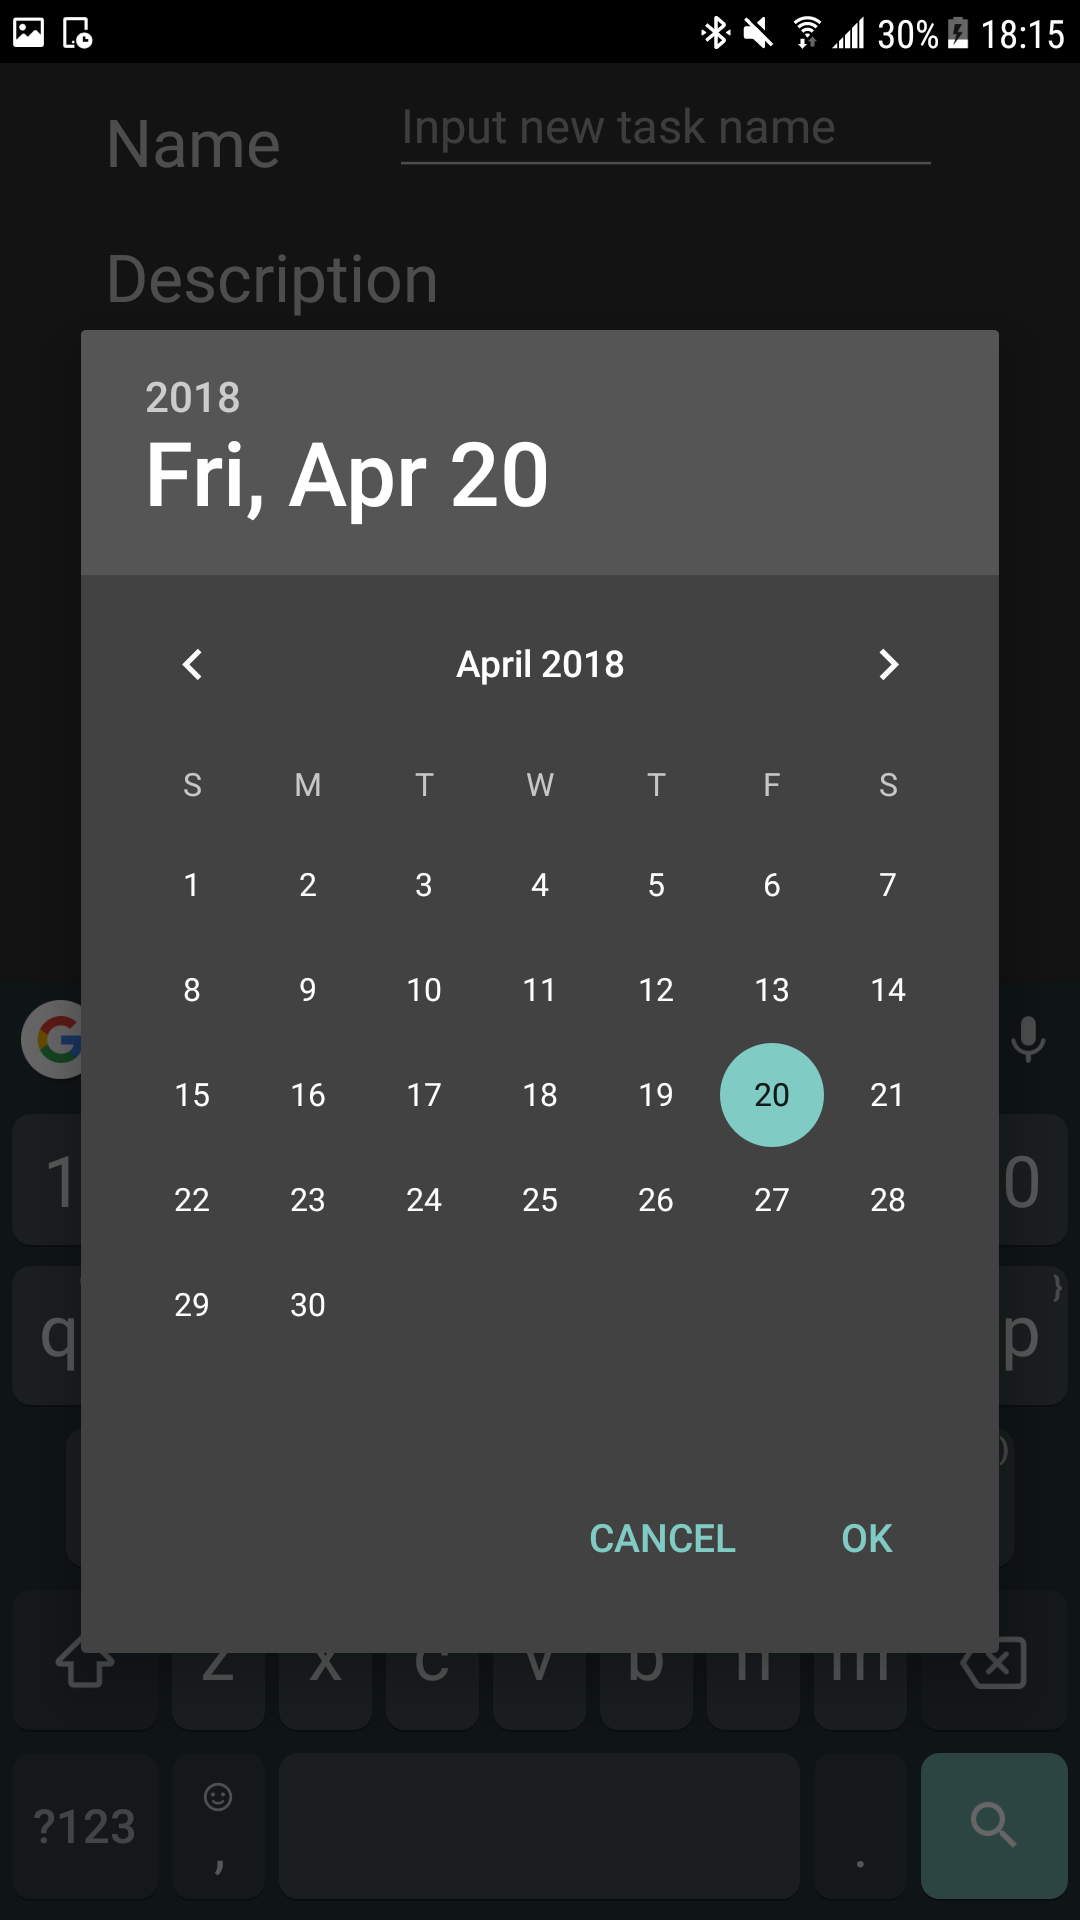 30% 18:15
Name Input new task name
Description
2018
Fri, Apr 20
April 2018
S M T W T F S
1 2 3 4 5 6 7
8 9 10 11 12 13 14
15 16 17 18 19 20 21
22 23 24 25 26 27 28
29 30
CANCEL OK
1 0
q p }
)
z x c v b n m
?123 , .